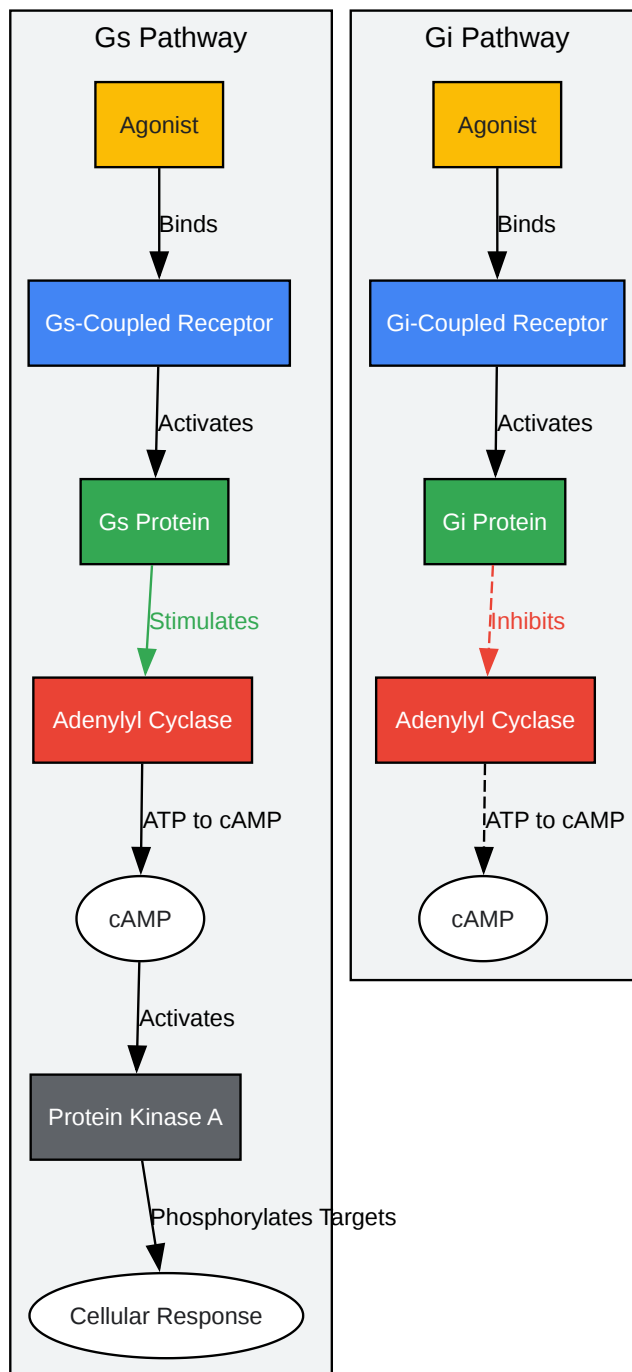 Gs Pathway
Agonist
Binds
Gs-Coupled Receptor
Activates
Gs Protein
Stimulates
Adenylyl Cyclase
ATP to cAMP
cAMP
Activates
Protein Kinase A
Phosphorylates Targets
Cellular Response
Gi Pathway
Agonist
Binds
Gi-Coupled Receptor
Activates
Gi Protein
Inhibits
Adenylyl Cyclase
ATP to cAMP
cAMP